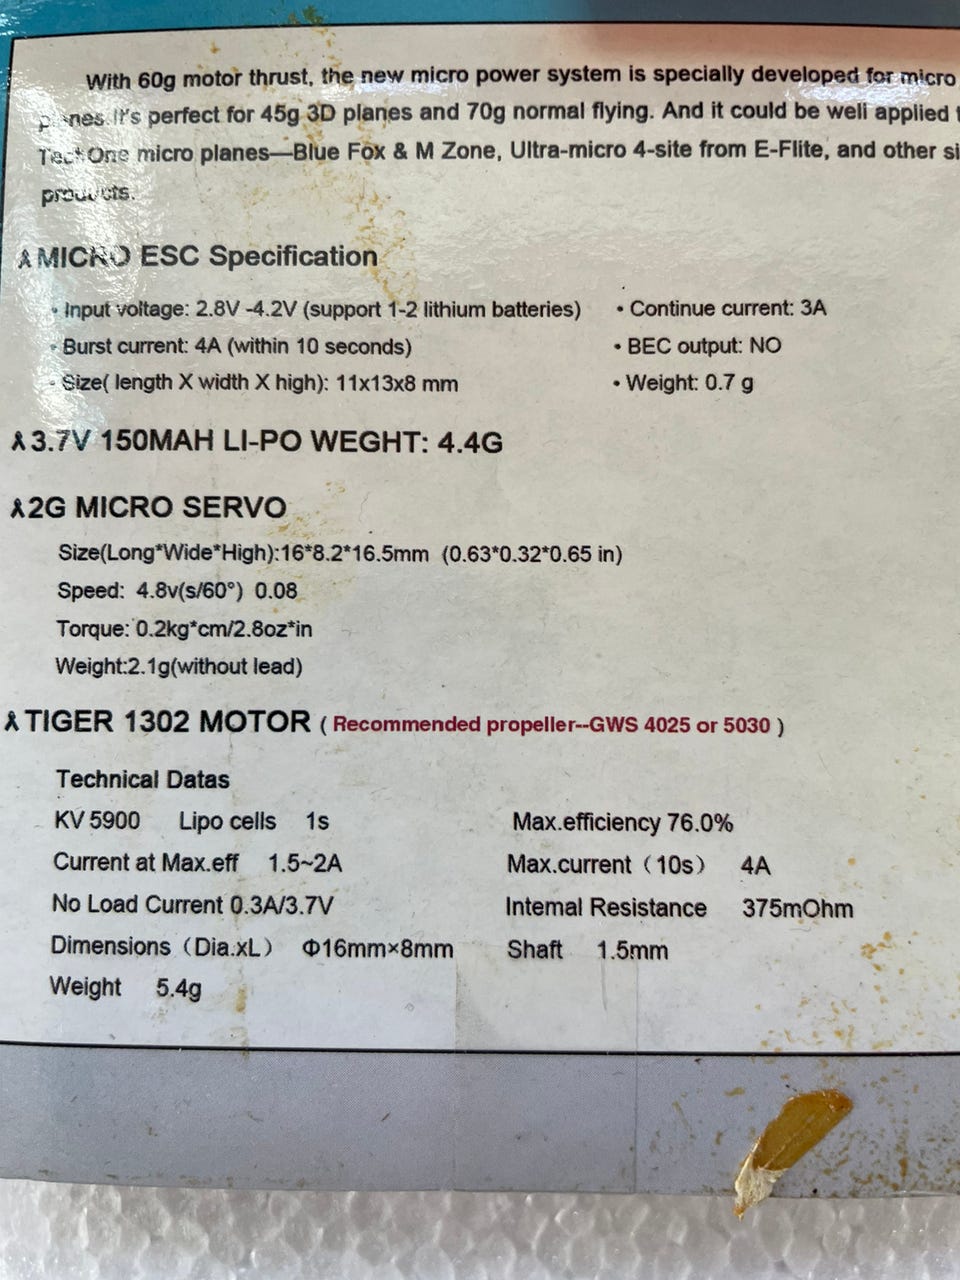 With 60g motor thrust, the new micro power system is specially developed for micro
planes.It's perfect for 45g 3D planes and 70g normal flying. And it could be well applied
TechOne micro planes—Blue Fox & M Zone, Ultra-micro 4-site from E-Flite, and other
products.
MICRO ESC Specification
• Input voltage: 2.8V -4.2V (support 1-2 lithium batteries) • Continue current: 3A
• Burst current: 4A (within 10 seconds) • BEC output: NO
• Size( length X width X high): 11x13x8 mm • Weight: 0.7 g
3.7V 150MAH LI-PO WEGHT: 4.4G
2G MICRO SERVO
Size(Long*Wide*High):16*8.2*16.5mm (0.63*0.32*0.65 in)
Speed: 4.8v(s/60°) 0.08
Torque: 0.2kg*cm/2.8oz*in
Weight:2.1g(without lead)
TIGER 1302 MOTOR ( Recommended propeller--GWS 4025 or 5030 )
Technical Datas
KV 5900 Lipo cells 1s Max.efficiency 76.0%
Current at Max.eff 1.5~2A Max.current（10s） 4A
No Load Current 0.3A/3.7V Internal Resistance 375mOhm
Dimensions（Dia.xL） Φ16mm×8mm Shaft 1.5mm
Weight 5.4g